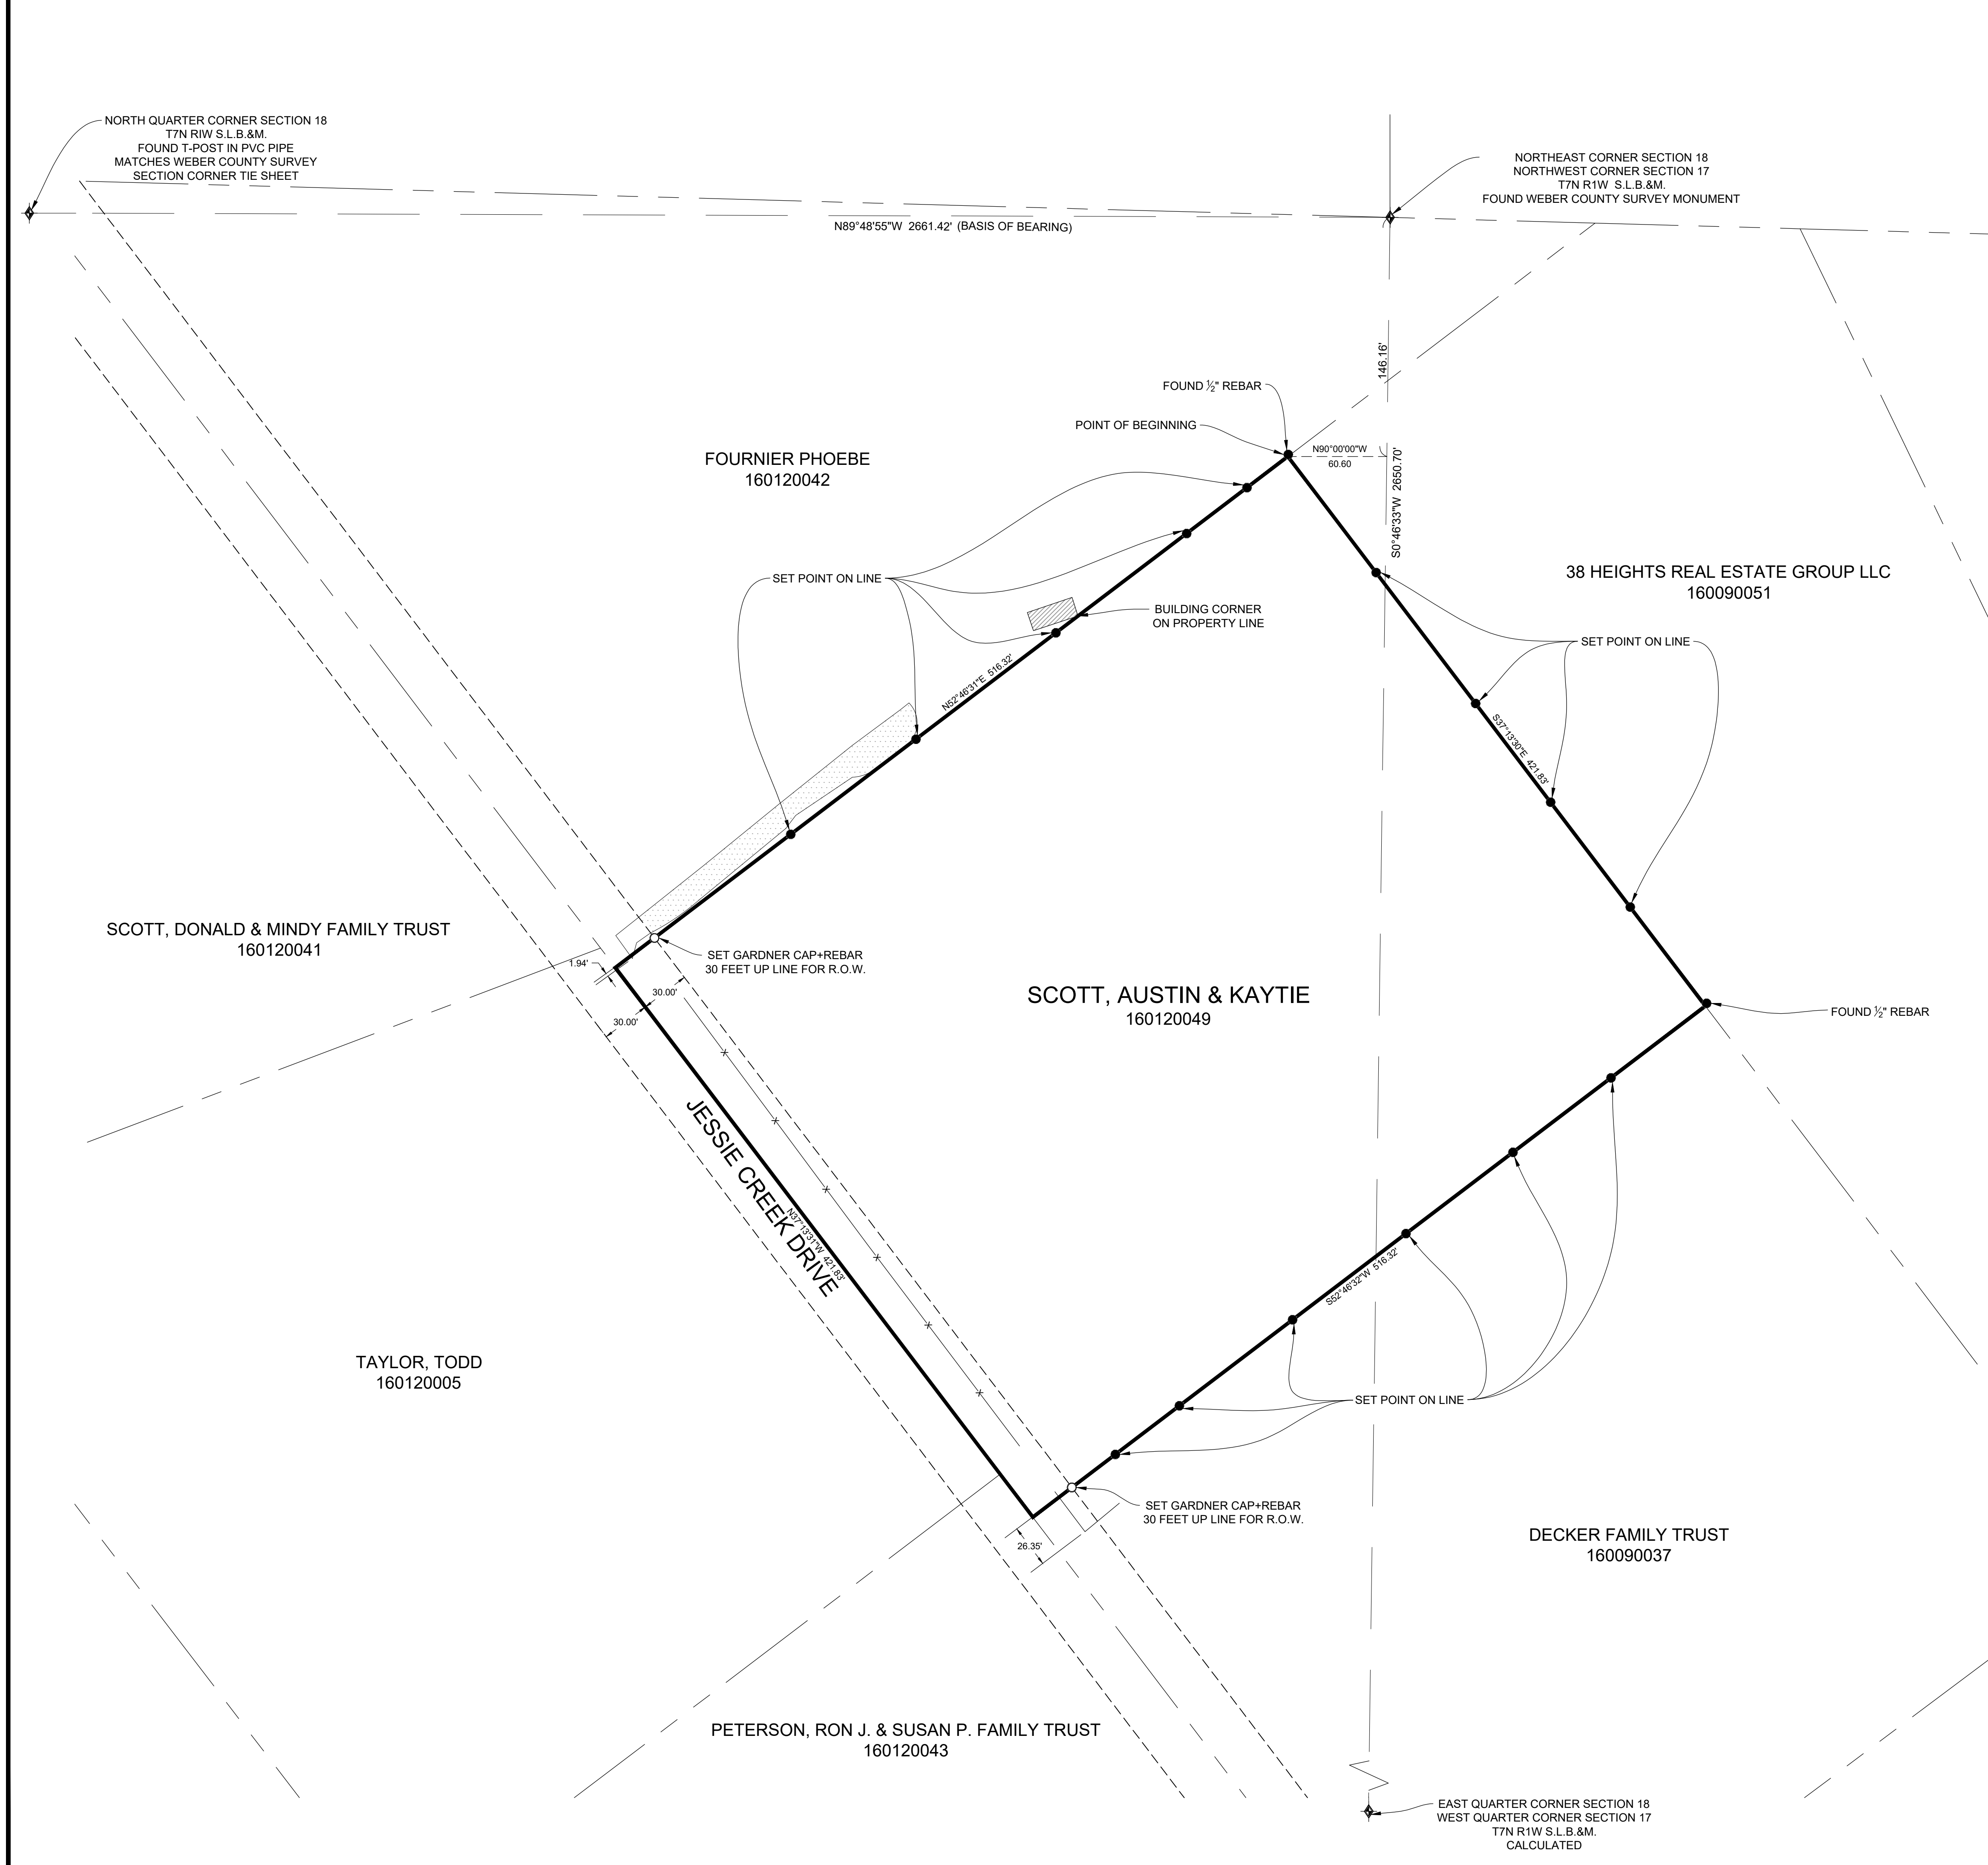 NORTH QUARTER CORNER SECTION 18
T7N RIW S.L.B.&M.
FOUND T-POST IN PVC PIPE
MATCHES WEBER COUNTY SURVEY
SECTION CORNER TIE SHEET
NORTHEAST CORNER SECTION 18
NORTHWEST CORNER SECTION 17
T7N R1W S.L.B.&M.
FOUND WEBER COUNTY SURVEY MONUMENT
N89°48'55"W 2661.42' (BASIS OF BEARING)
146.16'
FOUND ½" REBAR
POINT OF BEGINNING
N90°00'00"W
60.60
S0°46'33"W 2650.70'
FOURNIER PHOEBE
160120042
SET POINT ON LINE
BUILDING CORNER
ON PROPERTY LINE
38 HEIGHTS REAL ESTATE GROUP LLC
160090051
SET POINT ON LINE
N52°46'31"E 516.32'
S37°13'30"E 421.83'
SCOTT, DONALD & MINDY FAMILY TRUST
160120041
1.94'
SET GARDNER CAP+REBAR
30 FEET UP LINE FOR R.O.W.
30.00'
30.00'
SCOTT, AUSTIN & KAYTIE
160120049
FOUND ½" REBAR
JESSIE CREEK DRIVE
N37°13'31"W 421.83'
S52°46'32"W 516.32'
TAYLOR, TODD
160120005
SET POINT ON LINE
SET GARDNER CAP+REBAR
30 FEET UP LINE FOR R.O.W.
26.35'
DECKER FAMILY TRUST
160090037
PETERSON, RON J. & SUSAN P. FAMILY TRUST
160120043
EAST QUARTER CORNER SECTION 18
WEST QUARTER CORNER SECTION 17
T7N R1W S.L.B.&M.
CALCULATED